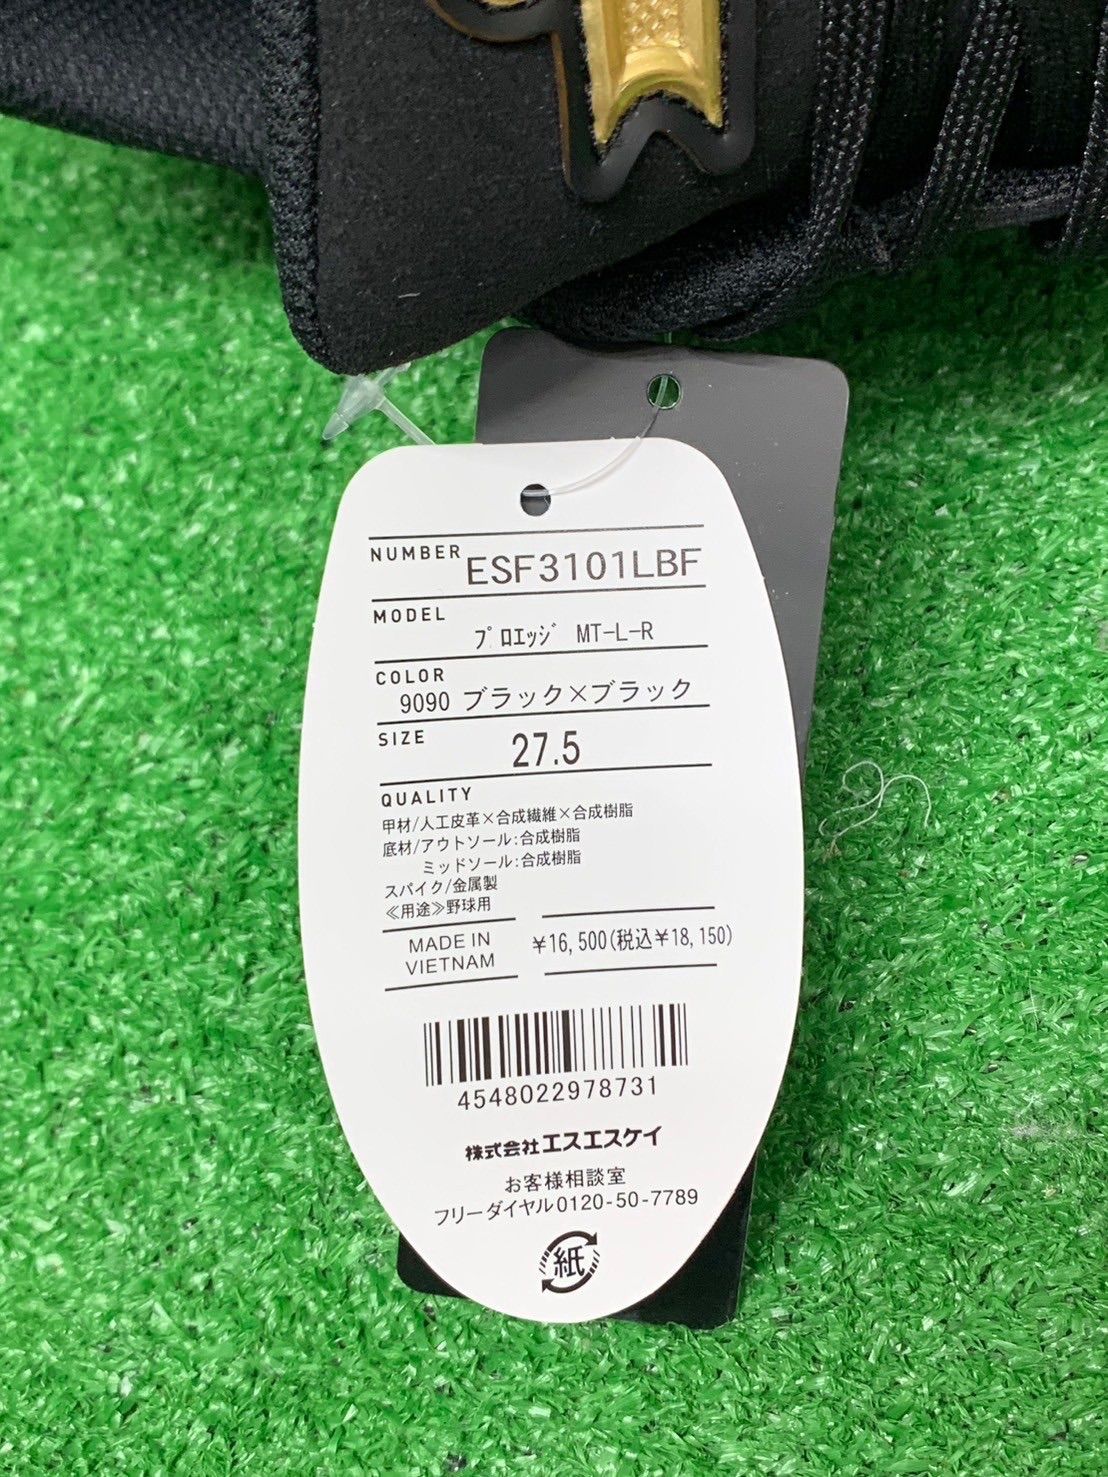 NUMBER ESF3101LBF
MODEL
ﾌﾟﾛｴｯｼﾞ MT-L-R
COLOR
9090 ブラック×ブラック
SIZE
27.5
QUALITY
甲材/人工皮革×合成繊維×合成樹脂
底材/アウトソール:合成樹脂
ミッドソール:合成樹脂
スパイク/金属製
≪用途≫野球用
MADE IN
VIETNAM
¥16,500(税込¥18,150)
4548022978731
株式会社エスエスケイ
お客様相談室
フリーダイヤル0120-50-7789
紙